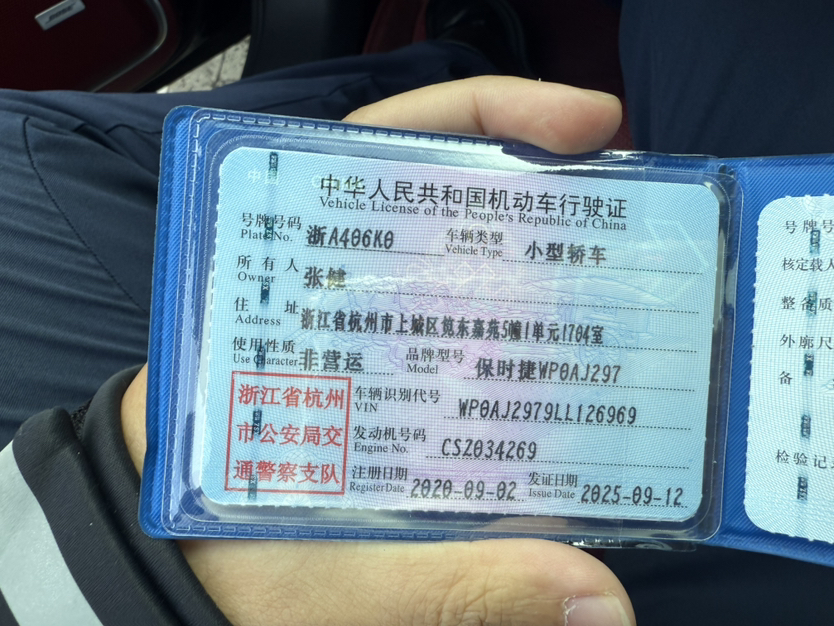 中华人民共和国机动车行驶证
Vehicle License of the People's Republic of China
号牌号码 浙A406K0 车辆类型 小型轿车
Plate No. Vehicle Type
所有人 张健
Owner
住址 浙江省杭州市上城区 东嘉苑5幢1单元1704室
Address
使用性质 非营运 品牌型号 保时捷WP0AJ297
Use Character Model
浙江省杭州
市公安局交
通警察支队
车辆识别代号 WP0AJ2979LL126969
VIN
发动机号码 CSZ034269
Engine No.
注册日期 2020-09-02 发证日期 2025-09-12
Register Date Issue Date
号牌号
核定载人
整备质
外廓尺
备
检验记